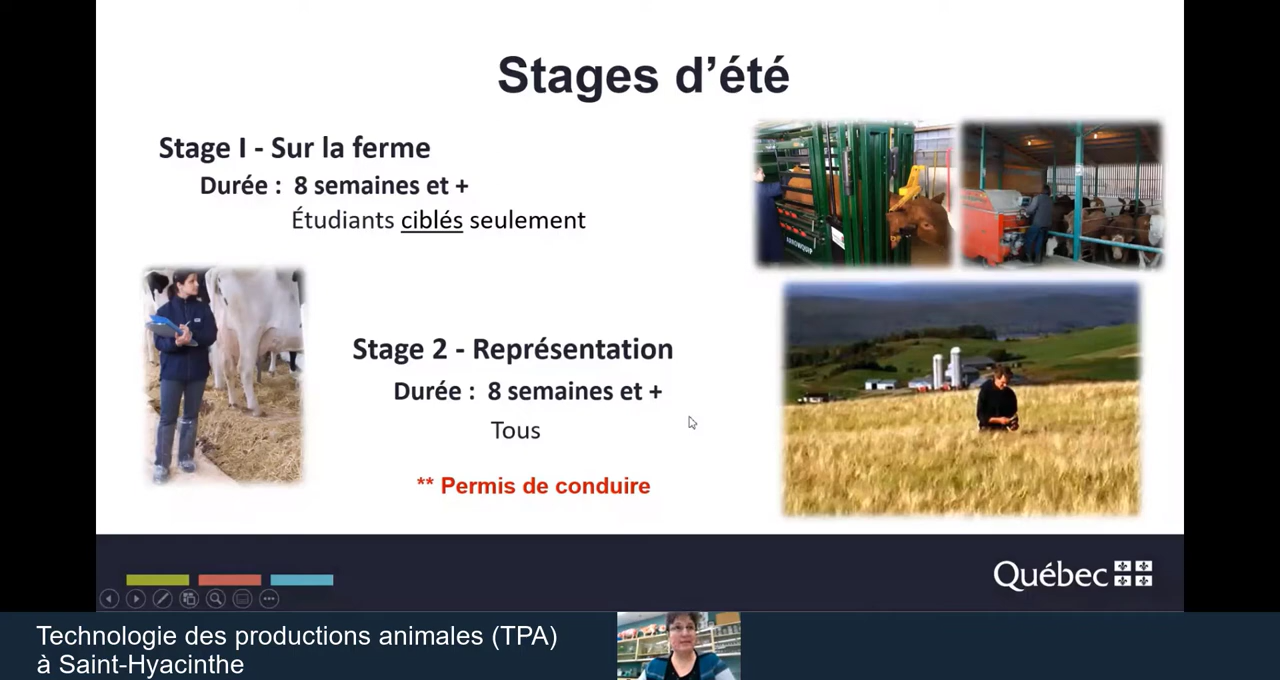 Stages d’été
Stage I - Sur la ferme
Durée : 8 semaines et +
Étudiants ciblés seulement
ARROWQUIP
Stage 2 - Représentation
Durée : 8 semaines et +
Tous
** Permis de conduire
Québec
Technologie des productions animales (TPA)
à Saint-Hyacinthe